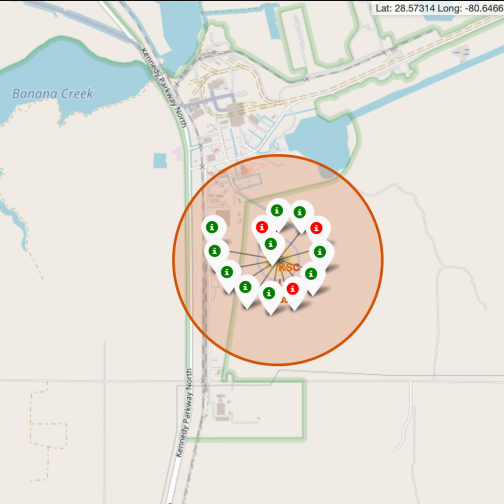 Lat: 28.57314 Long: -80.6466
Kennedy Parkway North
Banana Creek
KSC
Kennedy Parkway North